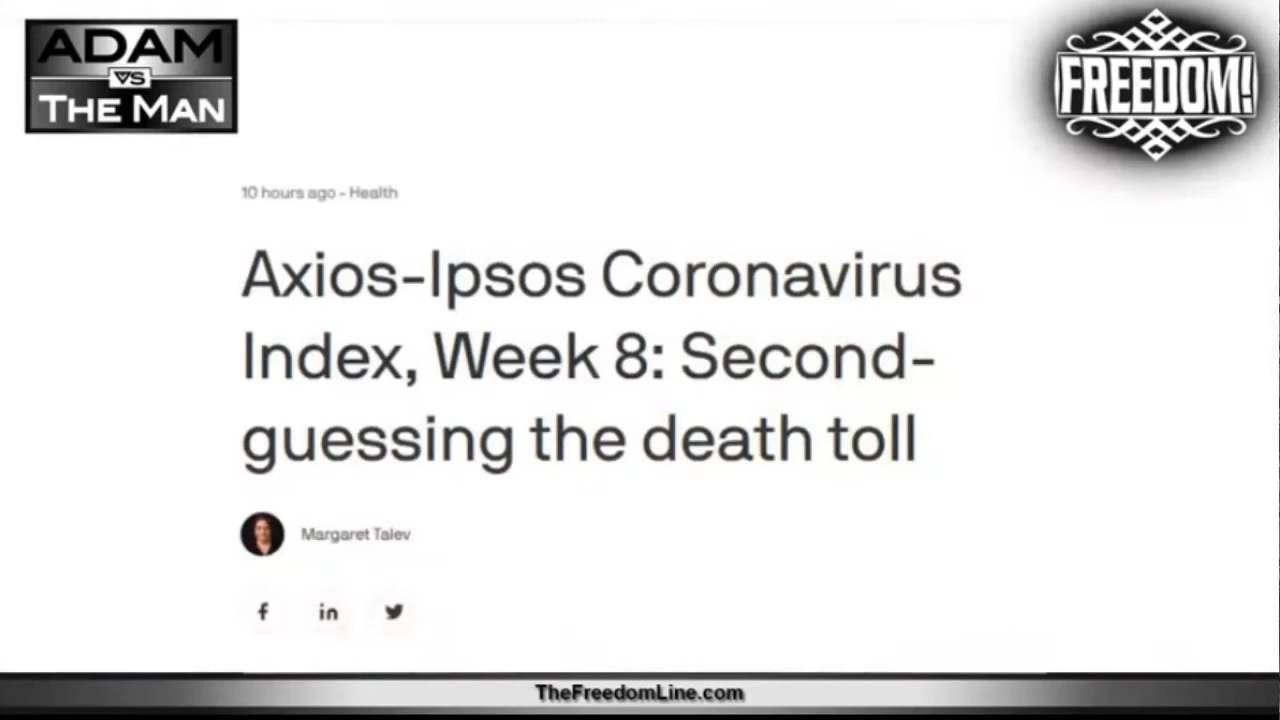 ADAM
VS
THE MAN
FREEDOM!
10 hours ago - Health
Axios-Ipsos Coronavirus
Index, Week 8: Second-
guessing the death toll
Margaret Talev
f
in
TheFreedomLine.com